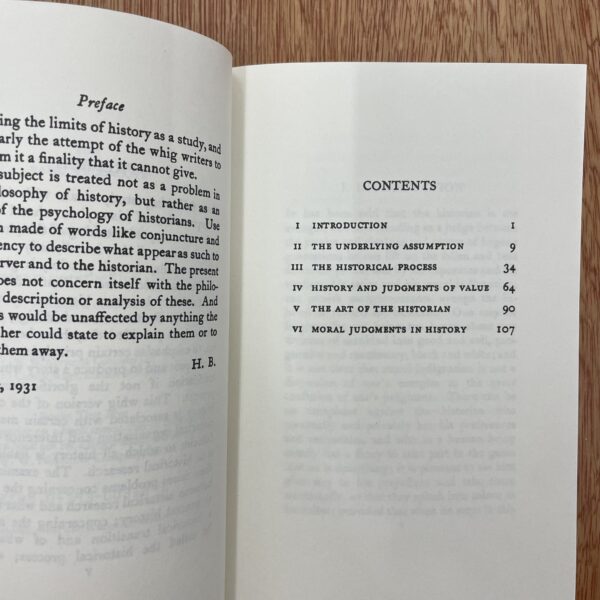 Preface
ing the limits of history as a study, and
arly the attempt of the whig writers to
m it a finality that it cannot give.
subject is treated not as a problem in
losophy of history, but rather as an
of the psychology of historians. Use
n made of words like conjuncture and
ency to describe what appear as such to
rver and to the historian. The present
oes not concern itself with the philo-
description or analysis of these. And
s would be unaffected by anything the
her could state to explain them or to
them away.
H. B.
, 1931
CONTENTS
I INTRODUCTION 1
II THE UNDERLYING ASSUMPTION 9
III THE HISTORICAL PROCESS 34
IV HISTORY AND JUDGMENTS OF VALUE 64
V THE ART OF THE HISTORIAN 90
VI MORAL JUDGMENTS IN HISTORY 107